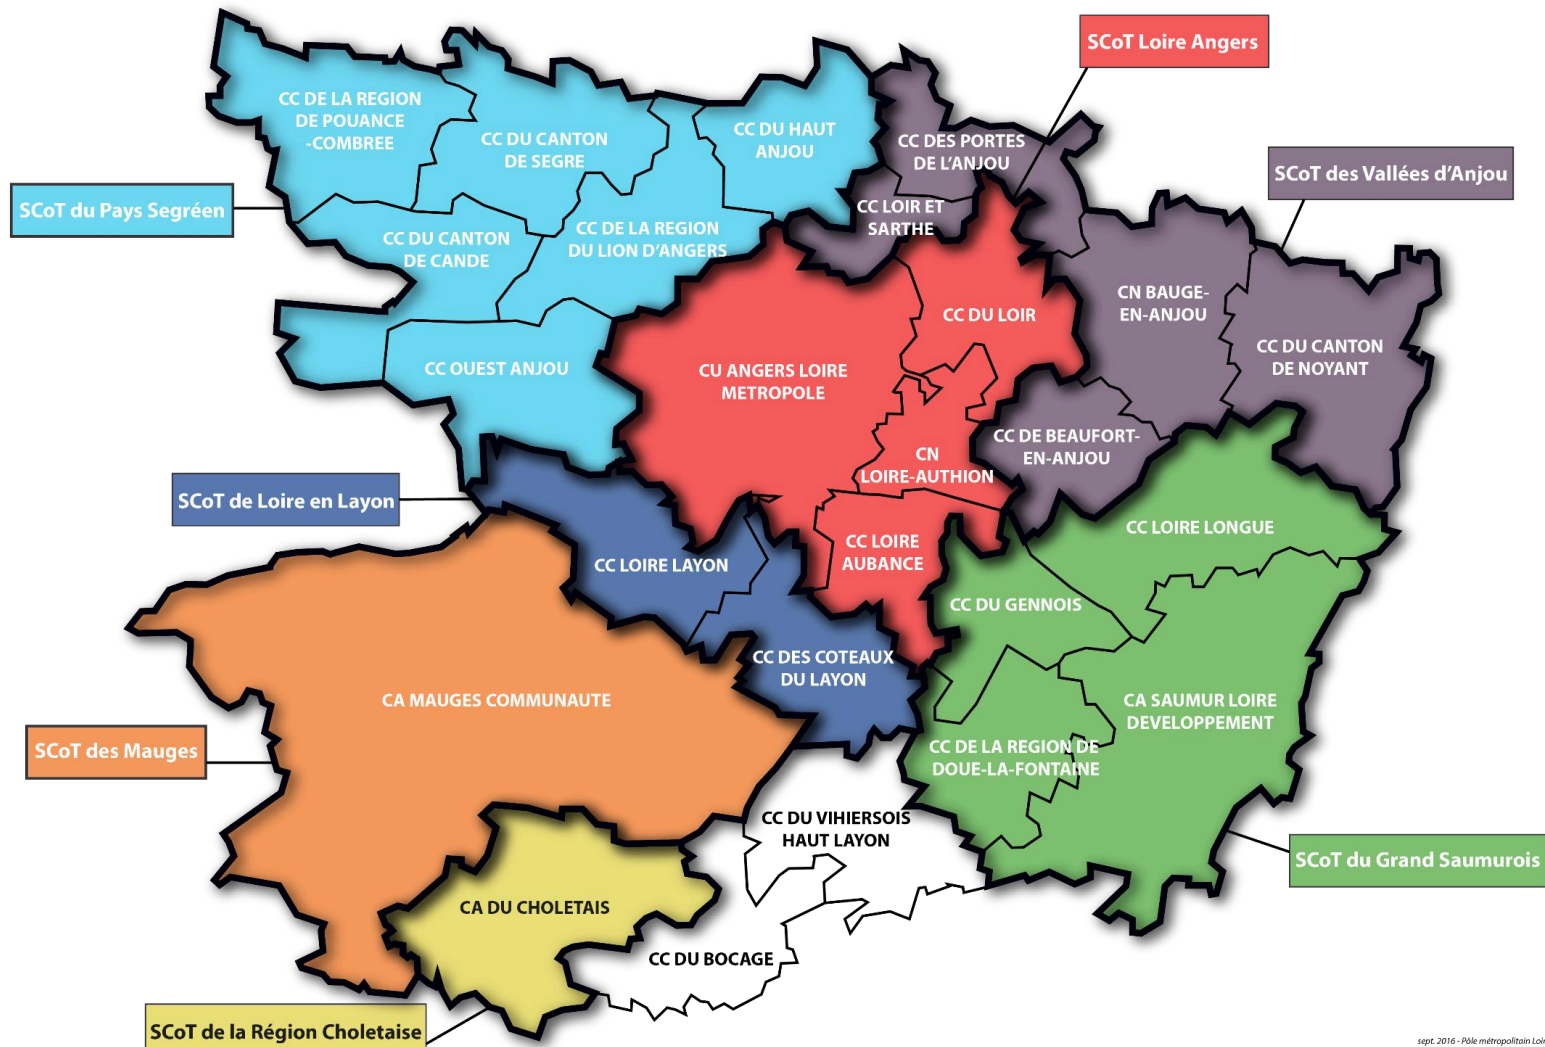 SCoT Loire Angers
CC DE LA REGION
DE POUANCE
-COMBREE
CC DU CANTON
DE SEGRE
CC DU HAUT
ANJOU
CC DES PORTES
DE L'ANJOU
SCoT des Vallées d'Anjou
SCoT du Pays Segréen
CC LOIR ET
SARTHE
CC DU CANTON
DE CANDE
CC DE LA REGION
DU LION D'ANGERS
CN BAUGE-
EN-ANJOU
CC DU LOIR
CC DU CANTON
DE NOYANT
CC OUEST ANJOU
CU ANGERS LOIRE
METROPOLE
CC DE BEAUFORT-
EN-ANJOU
CN
LOIRE-AUTHION
SCoT de Loire en Layon
CC LOIRE LONGUE
CC LOIRE
AUBANCE
CC LOIRE LAYON
CC DU GENNOIS
CC DES COTEAUX
DU LAYON
CA MAUGES COMMUNAUTE
CA SAUMUR LOIRE
DEVELOPPEMENT
SCoT des Mauges
CC DE LA REGION DE
DOUE-LA-FONTAINE
CC DU VIHIERSOIS
HAUT LAYON
SCoT du Grand Saumurois
CA DU CHOLETAIS
CC DU BOCAGE
SCoT de la Région Choletaise
sept. 2016 - Pôle métropolitain Loir